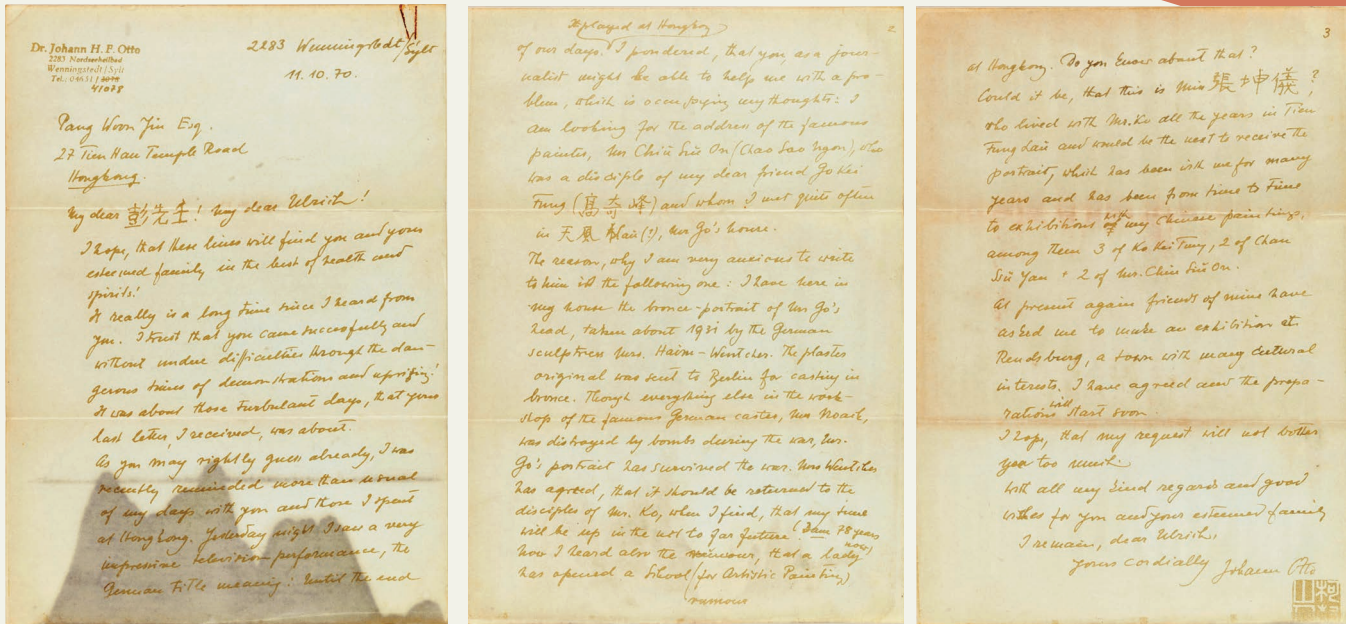 Dr. Johann H. F. Otto
2283 Nordseeheilbad
Wenningstedt/Sylt
Tel.: 04651 /
41078
2283 Wenningstedt/Sylt
11.10.70.
Pang Woon Jin Esq.
27 Tien Hau Temple Road
Hongkong.
My dear 彭先生! My dear Ulrich!
I hope, that these lines will find you and your
esteemed family in the best of health and
spirits!
It really is a long time since I heard from
you. I trust that you came successfully and
without undue difficulties through the dan-
gerous times of demonstrations and uprising!
It was about those turbulent days, that your
last letter, I received, was about.
As you may rightly guess already, I was
recently reminded more than usual
of my days with you and those I spent
at Hongkong. Yesterday night I saw a very
impressive television performance, the
German title meaning: Until the end
2
It played at Hongkong
of our days. I pondered, that you, as a jour-
nalist might be able to help me with a pro-
blem, which is occupying my thoughts: I
am looking for the address of the famous
painter, Mr Chiu Siu On (Chao Sao Ngon), who
was a disciple of my dear friend Go Kei
Fung (高奇峰) and whom I met quite often
in 天風 (?), Mr Go's house.
The reason, why I am very anxious to write
to him is the following one: I have here in
my house the bronce-portrait of Mr Go's
head, taken about 1931 by the German
sculptress Mrs. Haim-Wentscher. The plaster
original was sent to Berlin for casting in
bronce. Though everything else in the work-
shop of the famous German caster, Mr Noack,
was distroyed by bombs during the war, Mr.
Go's portrait has survived the war. Mrs Wentscher
has agreed, that it should be returned to the
disciples of Mr. Ko, when I find, that my time
will be up in the not to far future. (I am 78 years
now)
Now I heard also the that a lady
has opened a School (for Artistic Painting)
rumour
3
at Hongkong. Do you know about that?
Could it be, that this is Miss 張坤儀?
who lived with Mr. Ko all the years in Tien
Fung Lau and would be the next to receive the
portrait, which has been with me for many
years and has been from time to time
to exhibitions with my Chinese paintings,
among them 3 of Ko Kei Fung, 2 of Chan
Siu Yan + 2 of Mr. Chiu Siu On.
At present again friends of mine have
asked me to make an exhibition at
Rendsburg, a town with many cultural
interests. I have agreed and the prepa-
rations will start soon.
I hope, that my request will not bother
you too much.
With all my kind regards and good
wishes for you and your esteemed family
I remain, dear Ulrich,
yours cordially Johann Otto